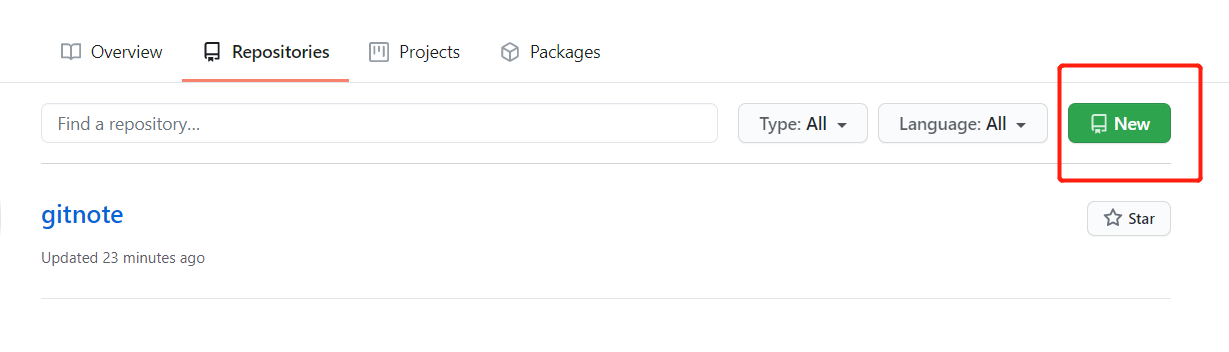 Overview Repositories Projects Packages
Find a repository... Type: All Language: All New
gitnote
Star
Updated 23 minutes ago